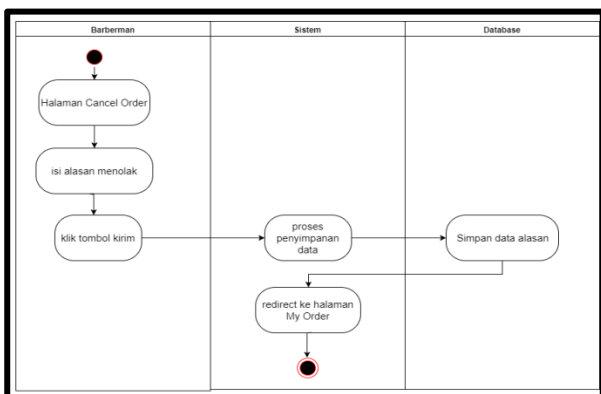 Barberman
Sistem
Database
Halaman Cancel Order
isi alasan menolak
klik tombol kirim
proses
penyimpanan
data
Simpan data alasan
redirect ke halaman
My Order